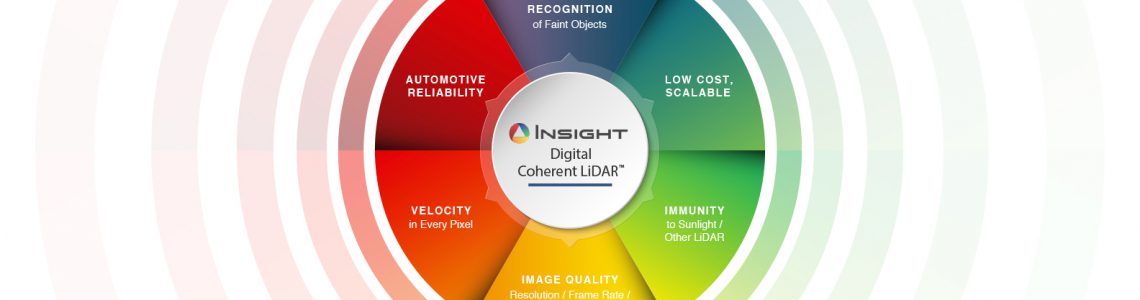 RECOGNITION
of Faint Objects
AUTOMOTIVE
RELIABILITY
LOW COST,
SCALABLE
INSIGHT
Digital
Coherent LiDAR™
VELOCITY
in Every Pixel
IMMUNITY
to Sunlight /
Other LiDAR
IMAGE QUALITY
Resolution / Frame Rate /